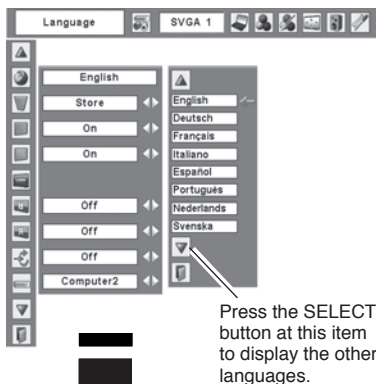 Language
SVGA 1
English
Store
On
On
Off
Off
Off
Computer2
English
Deutsch
Français
Italiano
Español
Português
Nederlands
Svenska
Press the SELECT
button at this item
to display the other
languages.